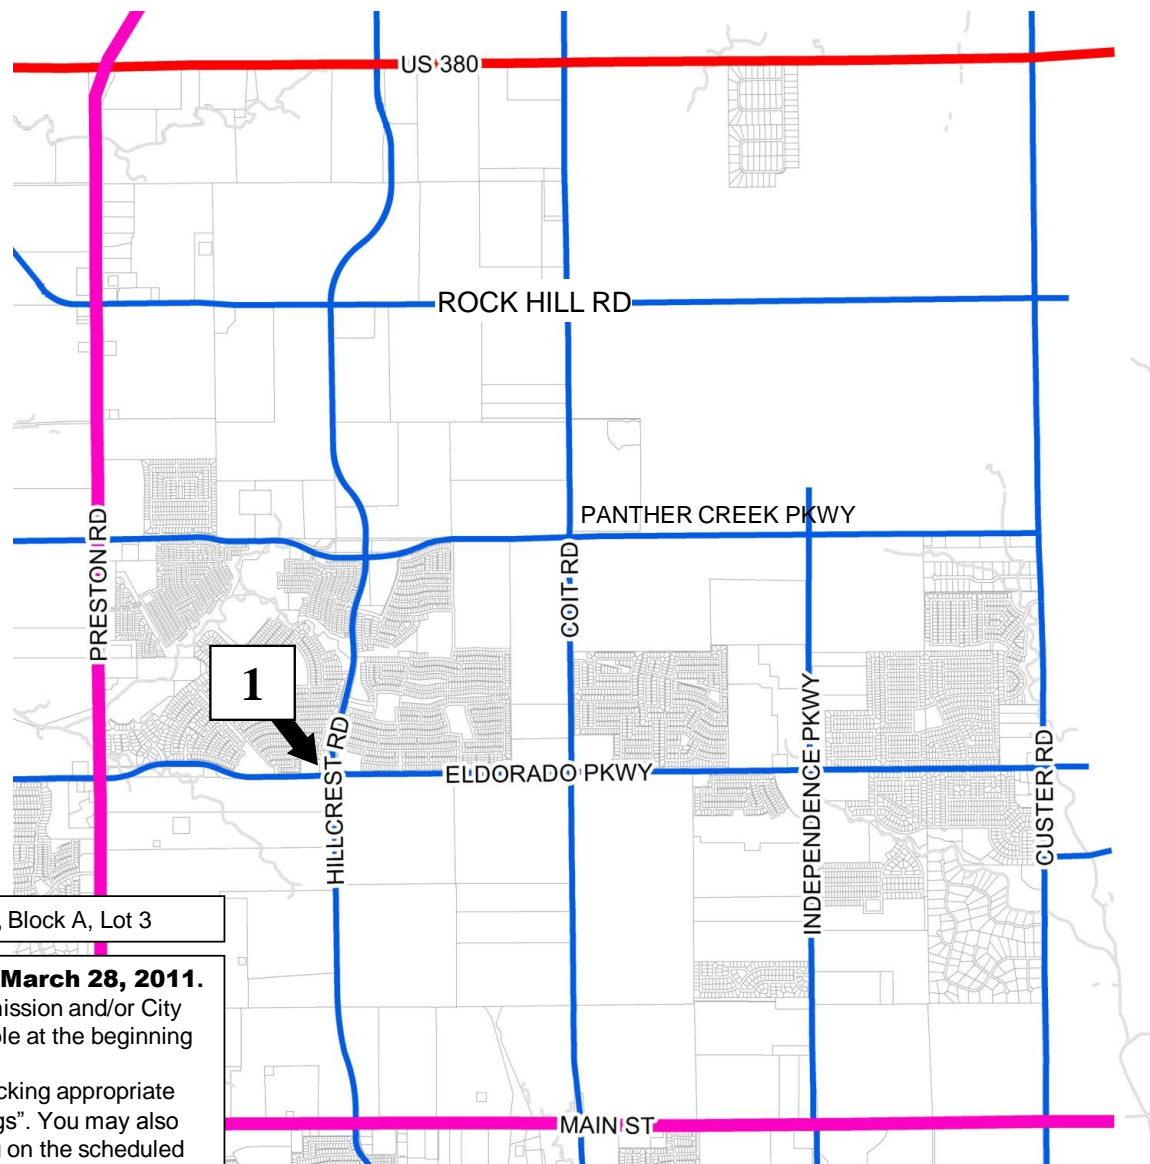 US 380
ROCK HILL RD
PANTHER CREEK PKWY
PRESTON RD
COIT RD
1
HILLCREST RD
ELDORADO PKWY
INDEPENDENCE PKWY
CUSTER RD
, Block A, Lot 3
March 28, 2011.
ission and/or City
ole at the beginning
cking appropriate
gs”. You may also
g on the scheduled
MAIN ST